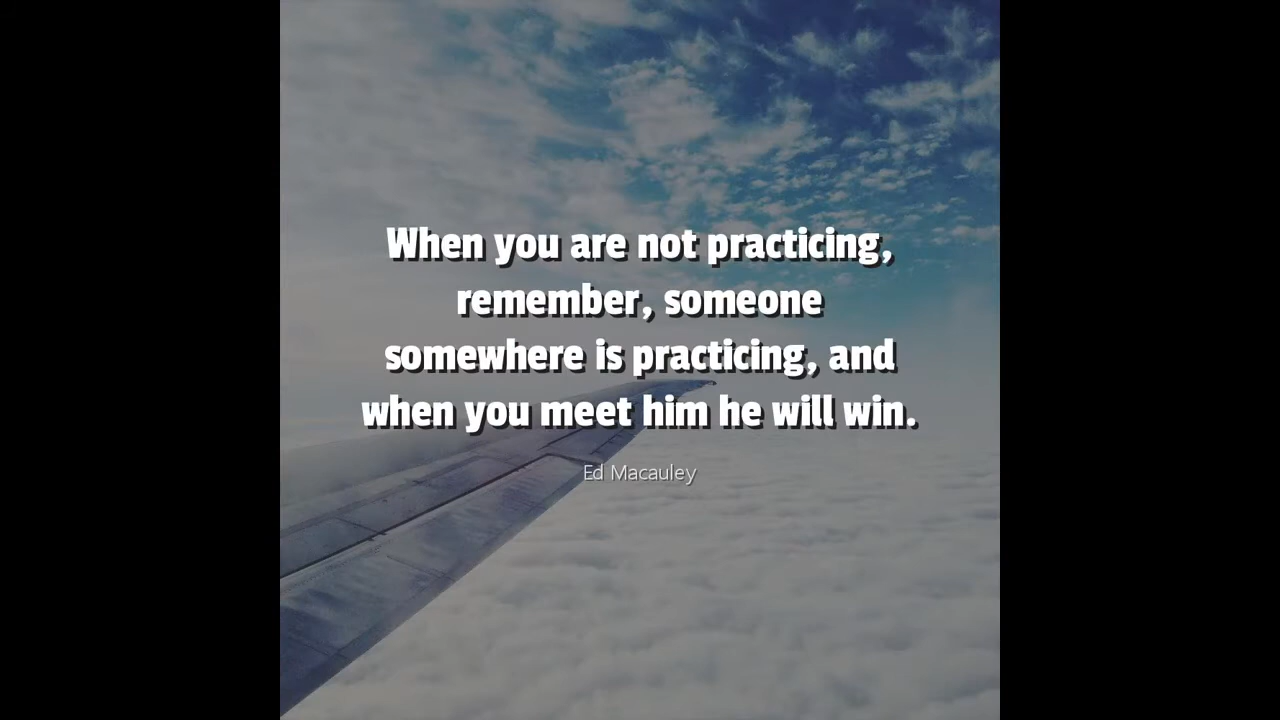 When you are not practicing,
remember, someone
somewhere is practicing, and
when you meet him he will win.
Ed Macauley